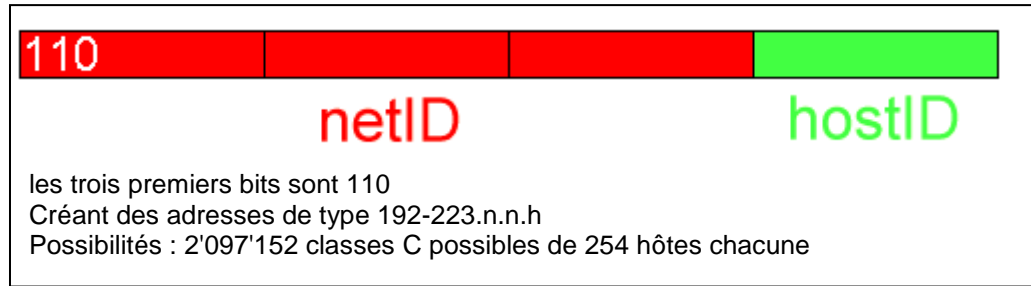 110
netID hostID
les trois premiers bits sont 110
Créant des adresses de type 192-223.n.n.h
Possibilités : 2'097'152 classes C possibles de 254 hôtes chacune